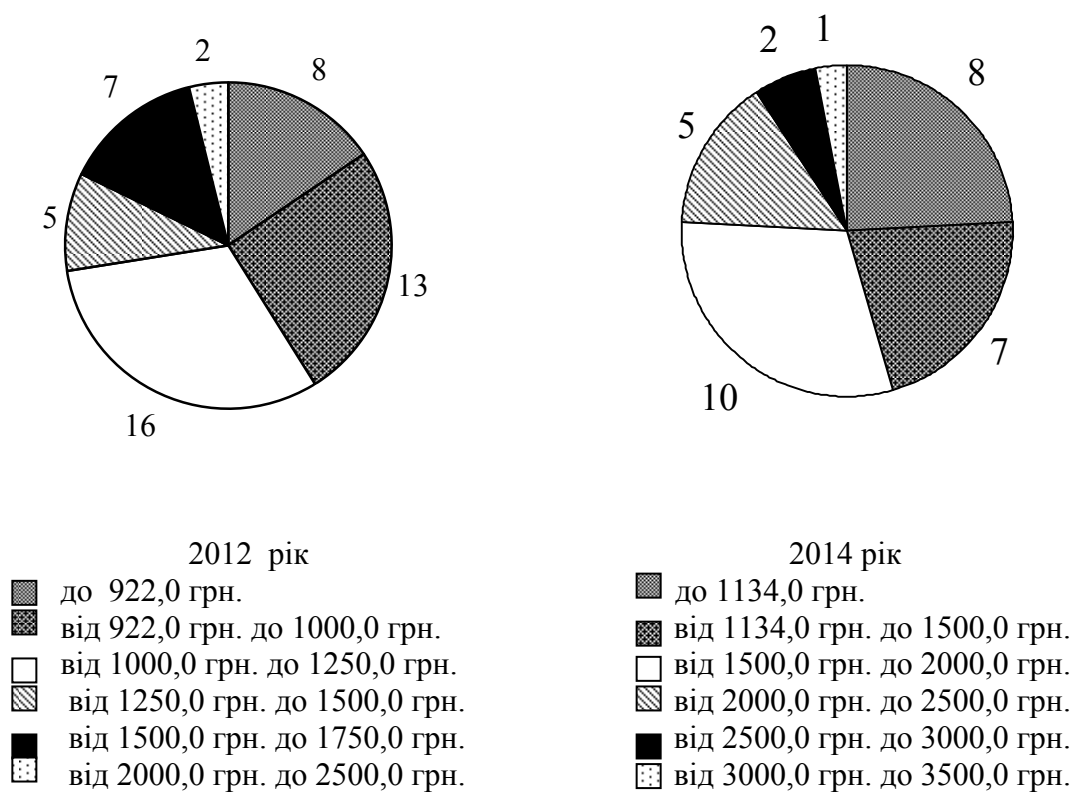 2
8
7
5
13
16
2012 рік
до 922,0 грн.
від 922,0 грн. до 1000,0 грн.
від 1000,0 грн. до 1250,0 грн.
від 1250,0 грн. до 1500,0 грн.
від 1500,0 грн. до 1750,0 грн.
від 2000,0 грн. до 2500,0 грн.
1
2
8
5
7
10
2014 рік
до 1134,0 грн.
від 1134,0 грн. до 1500,0 грн.
від 1500,0 грн. до 2000,0 грн.
від 2000,0 грн. до 2500,0 грн.
від 2500,0 грн. до 3000,0 грн.
від 3000,0 грн. до 3500,0 грн.